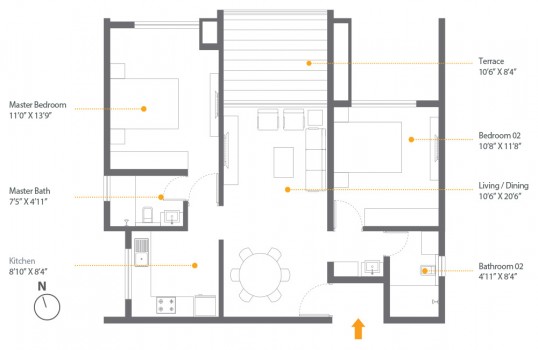 Master Bedroom
11'0" X 13'9"
Master Bath
7'5" X 4'11"
Kitchen
8'10" X 8'4"
N
Terrace
10'6" X 8'4"
Bedroom 02
10'8" X 11'8"
Living / Dining
10'6" X 20'6"
Bathroom 02
4'11" X 8'4"